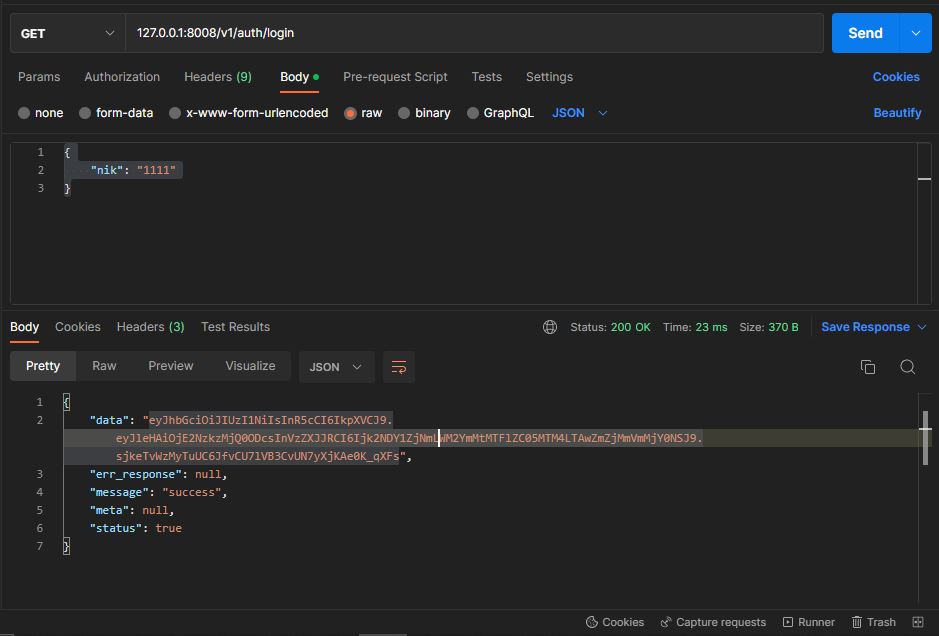 GET 127.0.0.1:8008/v1/auth/login Send
Params Authorization Headers (9) Body Pre-request Script Tests Settings Cookies
none form-data x-www-form-urlencoded raw binary GraphQL JSON Beautify
1 {
2 "nik": "1111"
3 }
Body Cookies Headers (3) Test Results Status: 200 OK Time: 23 ms Size: 370 B Save Response
Pretty Raw Preview Visualize JSON
1 {
2 "data": "eyJhbGciOiJIUzI1NiIsInR5cCI6IkpXVCJ9.
eyJleHAiOjE2NzkzMjQ0ODcsInVzZXJJRCI6Ijk2NDY1ZjNmLWM2YmMtMTFlZC05MTM4LTAwZmZjMmVmMjY0NSJ9.
sjkeTvWzMyTuUC6JfvCU71VB3CvUN7yXjKAe0K_qXFs",
3 "err_response": null,
4 "message": "success",
5 "meta": null,
6 "status": true
7 }
Cookies Capture requests Runner Trash